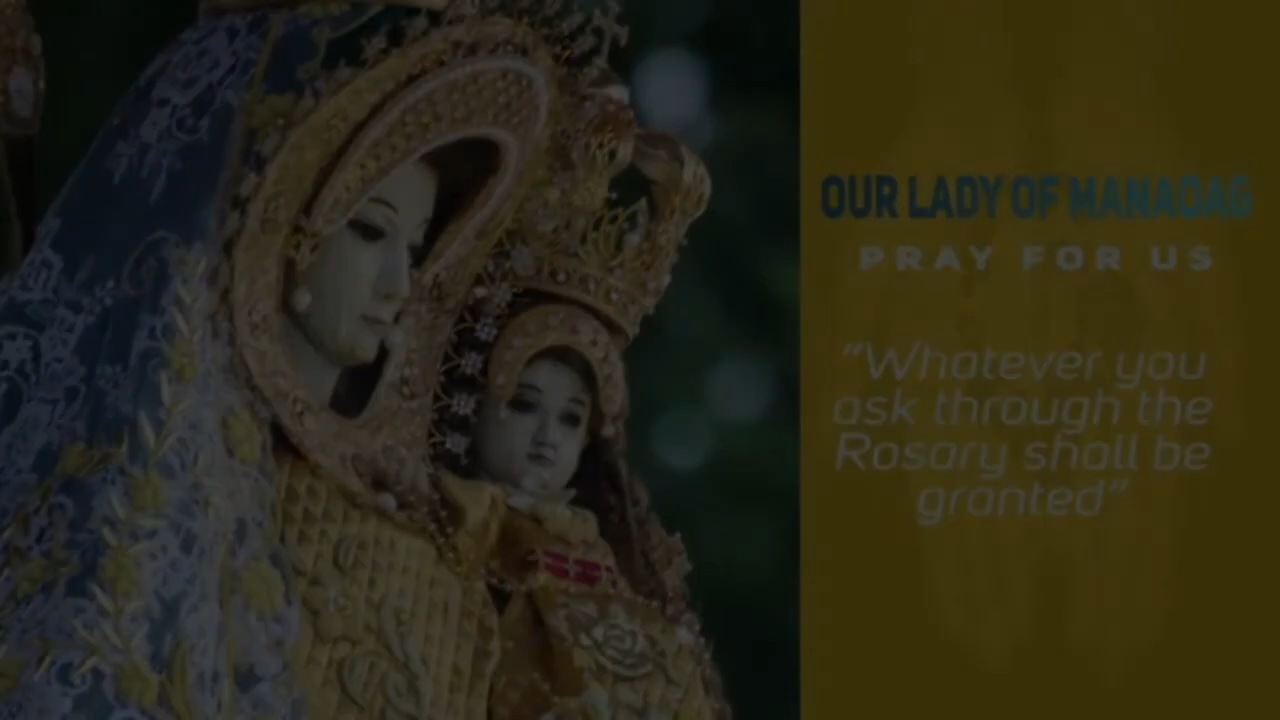 OUR LADY OF MANAOAG
PRAY FOR US
"Whatever you
ask through the
Rosary shall be
granted"